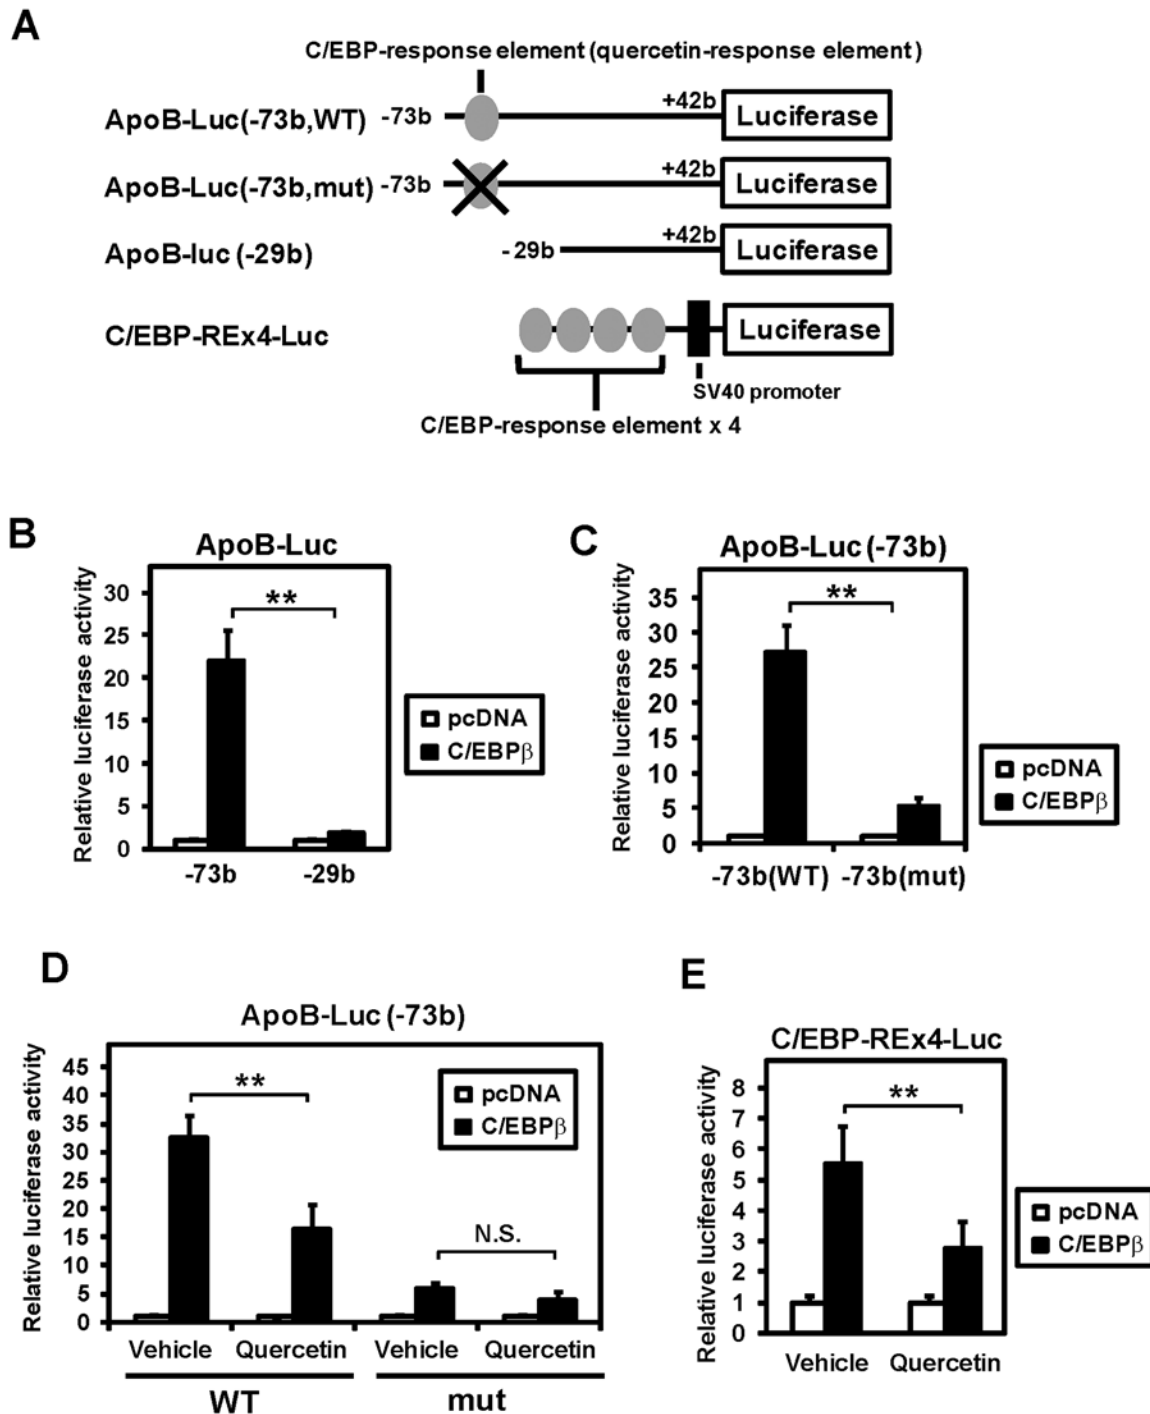 A
C/EBP-response element (quercetin-response element)
ApoB-Luc(-73b,WT) -73b +42b Luciferase
ApoB-Luc(-73b,mut) -73b +42b Luciferase
ApoB-luc (-29b) -29b +42b Luciferase
C/EBP-REx4-Luc Luciferase
SV40 promoter
C/EBP-response element x 4
B
ApoB-Luc
Relative luciferase activity
30
25
20
15
10
5
0
**
-73b -29b
pcDNA
C/EBPβ
C
ApoB-Luc (-73b)
Relative luciferase activity
35
30
25
20
15
10
5
0
**
-73b(WT) -73b(mut)
pcDNA
C/EBPβ
D
ApoB-Luc (-73b)
Relative luciferase activity
45
40
35
30
25
20
15
10
5
0
**
N.S.
pcDNA
C/EBPβ
Vehicle Quercetin Vehicle Quercetin
WT mut
E
C/EBP-REx4-Luc
Relative luciferase activity
8
7
6
5
4
3
2
1
0
**
Vehicle Quercetin
pcDNA
C/EBPβ